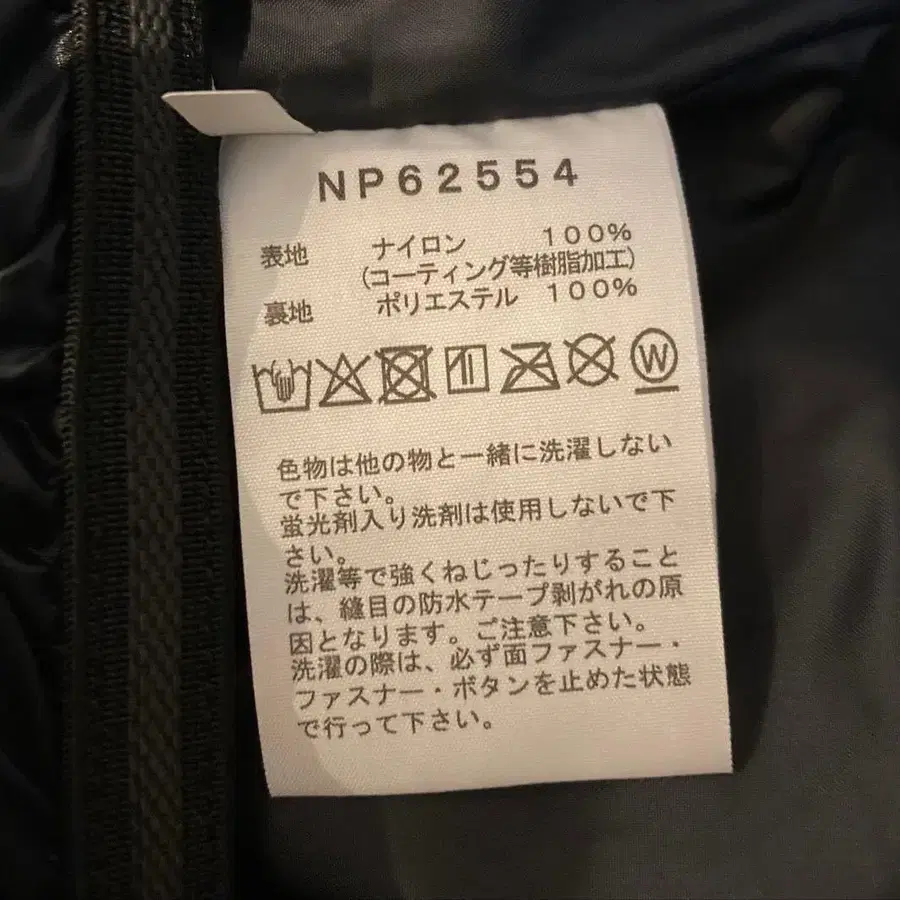 NP62554
表地 ナイロン 100%
(コーティング等樹脂加工)
裏地 ポリエステル 100%
W
色物は他の物と一緒に洗濯しない
で下さい。
蛍光剤入り洗剤は使用しないで下
さい。
洗濯等で強くねじったりすること
は、縫目の防水テープ剥がれの原
因となります。ご注意下さい。
洗濯の際は、必ず面ファスナー・
ファスナー・ボタンを止めた状態
で行って下さい。